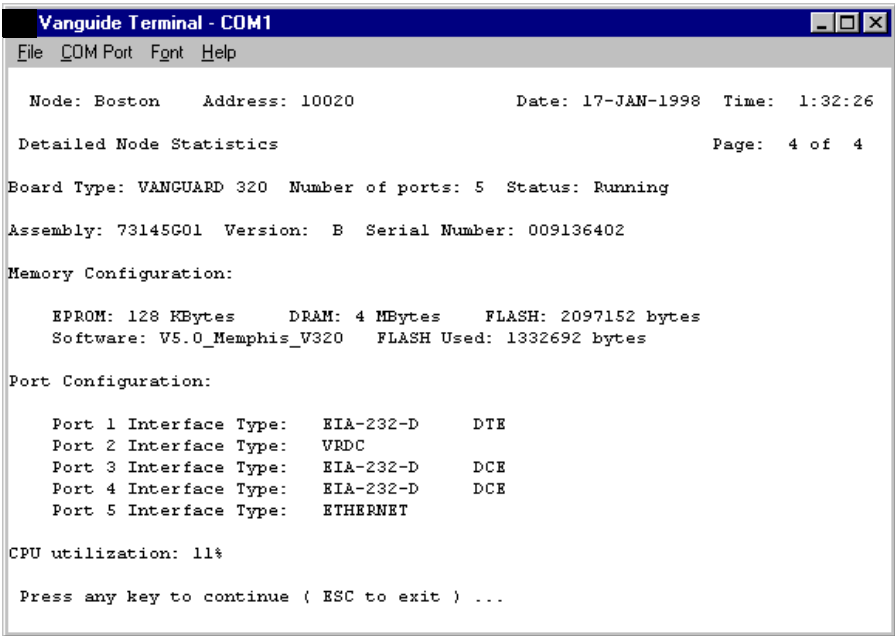 Vanguide Terminal - COM1
File COM Port Font Help
Node: Boston Address: 10020 Date: 17-JAN-1998 Time: 1:32:26
Detailed Node Statistics Page: 4 of 4
Board Type: VANGUARD 320 Number of ports: 5 Status: Running
Assembly: 73145G01 Version: B Serial Number: 009136402
Memory Configuration:
EPROM: 128 KBytes DRAM: 4 MBytes FLASH: 2097152 bytes
Software: V5.0_Memphis_V320 FLASH Used: 1332692 bytes
Port Configuration:
Port 1 Interface Type: EIA-232-D DTE
Port 2 Interface Type: VRDC
Port 3 Interface Type: EIA-232-D DCE
Port 4 Interface Type: EIA-232-D DCE
Port 5 Interface Type: ETHERNET
CPU utilization: 11%
Press any key to continue ( ESC to exit ) ...